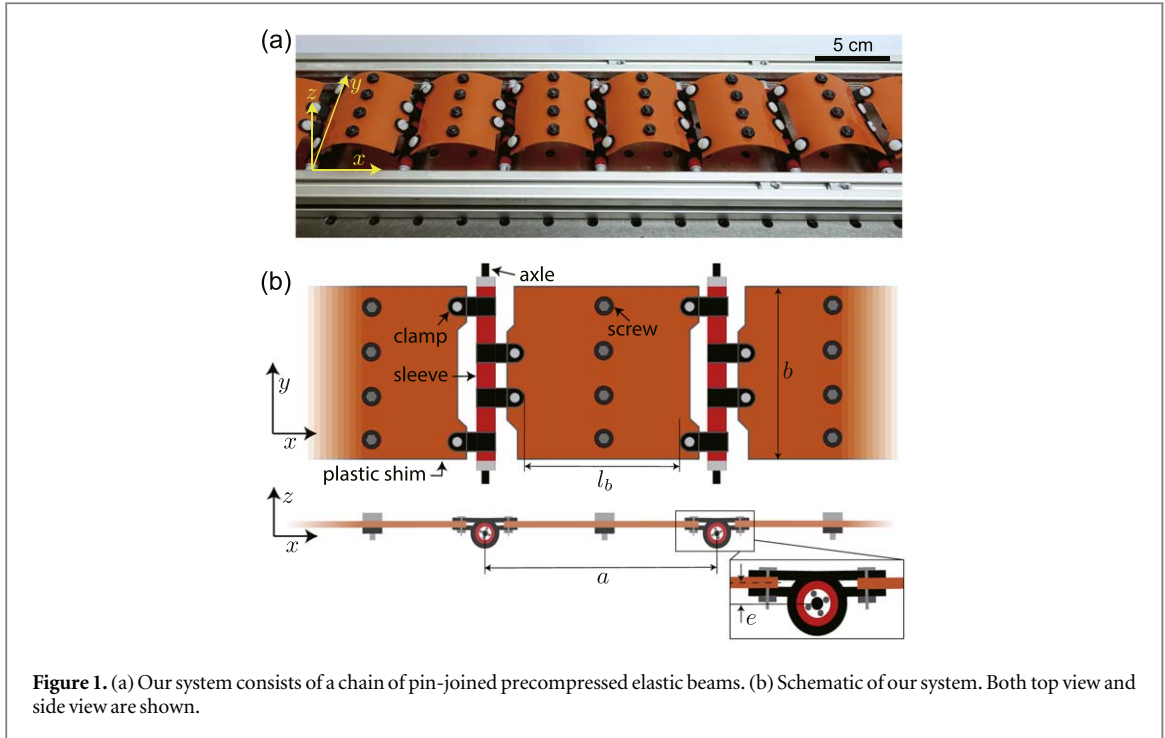 (a)
5 cm
z
y
x
(b)
axle
clamp
screw
sleeve
b
y
x
plastic shim
l_b
z
x
a
e
Figure 1. (a) Our system consists of a chain of pin-joined precompressed elastic beams. (b) Schematic of our system. Both top view and
side view are shown.